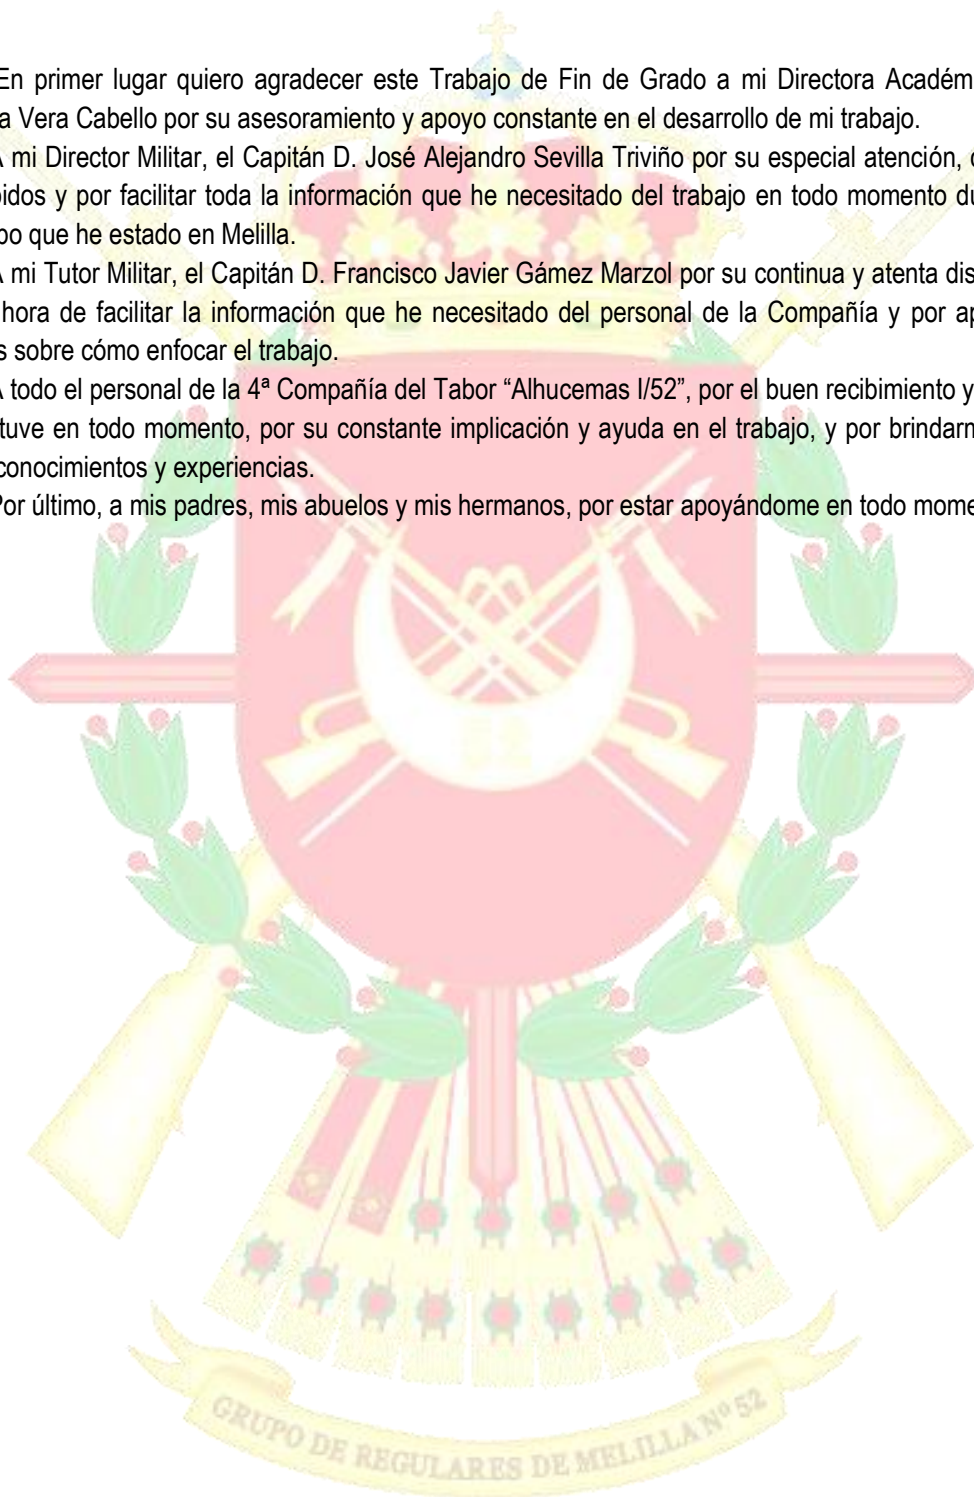 En primer lugar quiero agradecer este Trabajo de Fin de Grado a mi Directora Académ
a Vera Cabello por su asesoramiento y apoyo constante en el desarrollo de mi trabajo.
A mi Director Militar, el Capitán D. José Alejandro Sevilla Triviño por su especial atención,
bidos y por facilitar toda la información que he necesitado del trabajo en todo momento du
po que he estado en Melilla.
A mi Tutor Militar, el Capitán D. Francisco Javier Gámez Marzol por su continua y atenta dis
hora de facilitar la información que he necesitado del personal de la Compañía y por ap
s sobre cómo enfocar el trabajo.
A todo el personal de la 4ª Compañía del Tabor “Alhucemas I/52”, por el buen recibimiento y
tuve en todo momento, por su constante implicación y ayuda en el trabajo, y por brindarn
conocimientos y experiencias.
Por último, a mis padres, mis abuelos y mis hermanos, por estar apoyándome en todo mome
GRUPO DE REGULARES DE MELILLA Nº 52